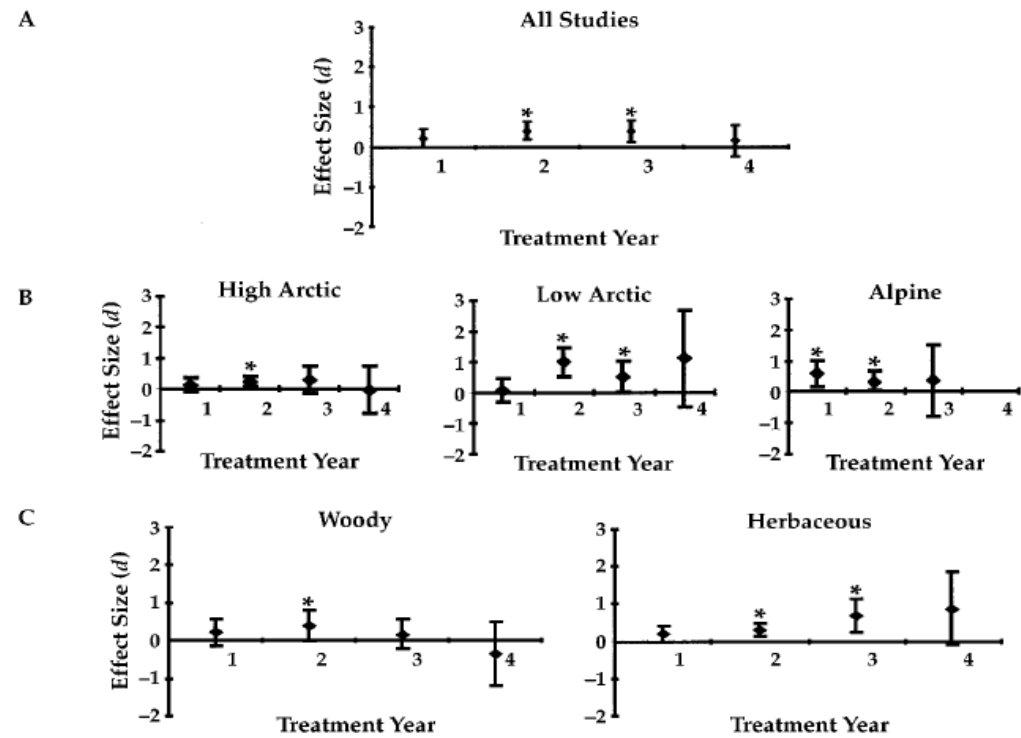 A
All Studies
3
2
1
0
−1
−2
Effect Size (d)
* *
1 2 3 4
Treatment Year
B
High Arctic
3
2
1
0
−1
−2
Effect Size (d)
*
1 2 3 4
Treatment Year
Low Arctic
3
2
1
0
−1
−2
* *
1 2 3 4
Treatment Year
Alpine
3
2
1
0
−1
−2
* *
1 2 3 4
Treatment Year
C
Woody
3
2
1
0
−1
−2
Effect Size (d)
*
1 2 3 4
Treatment Year
Herbaceous
3
2
1
0
−1
−2
* *
1 2 3 4
Treatment Year